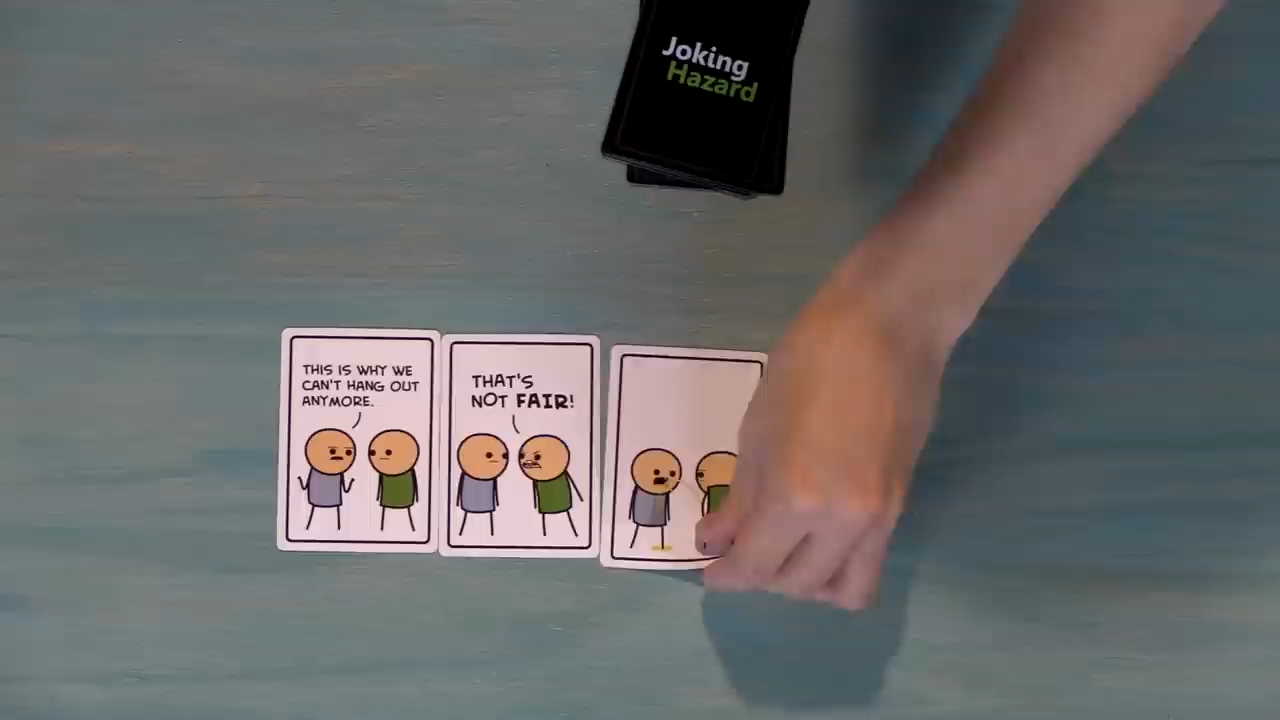 Joking
Hazard
THIS IS WHY WE
CAN'T HANG OUT
ANYMORE.
THAT'S
NOT FAIR!